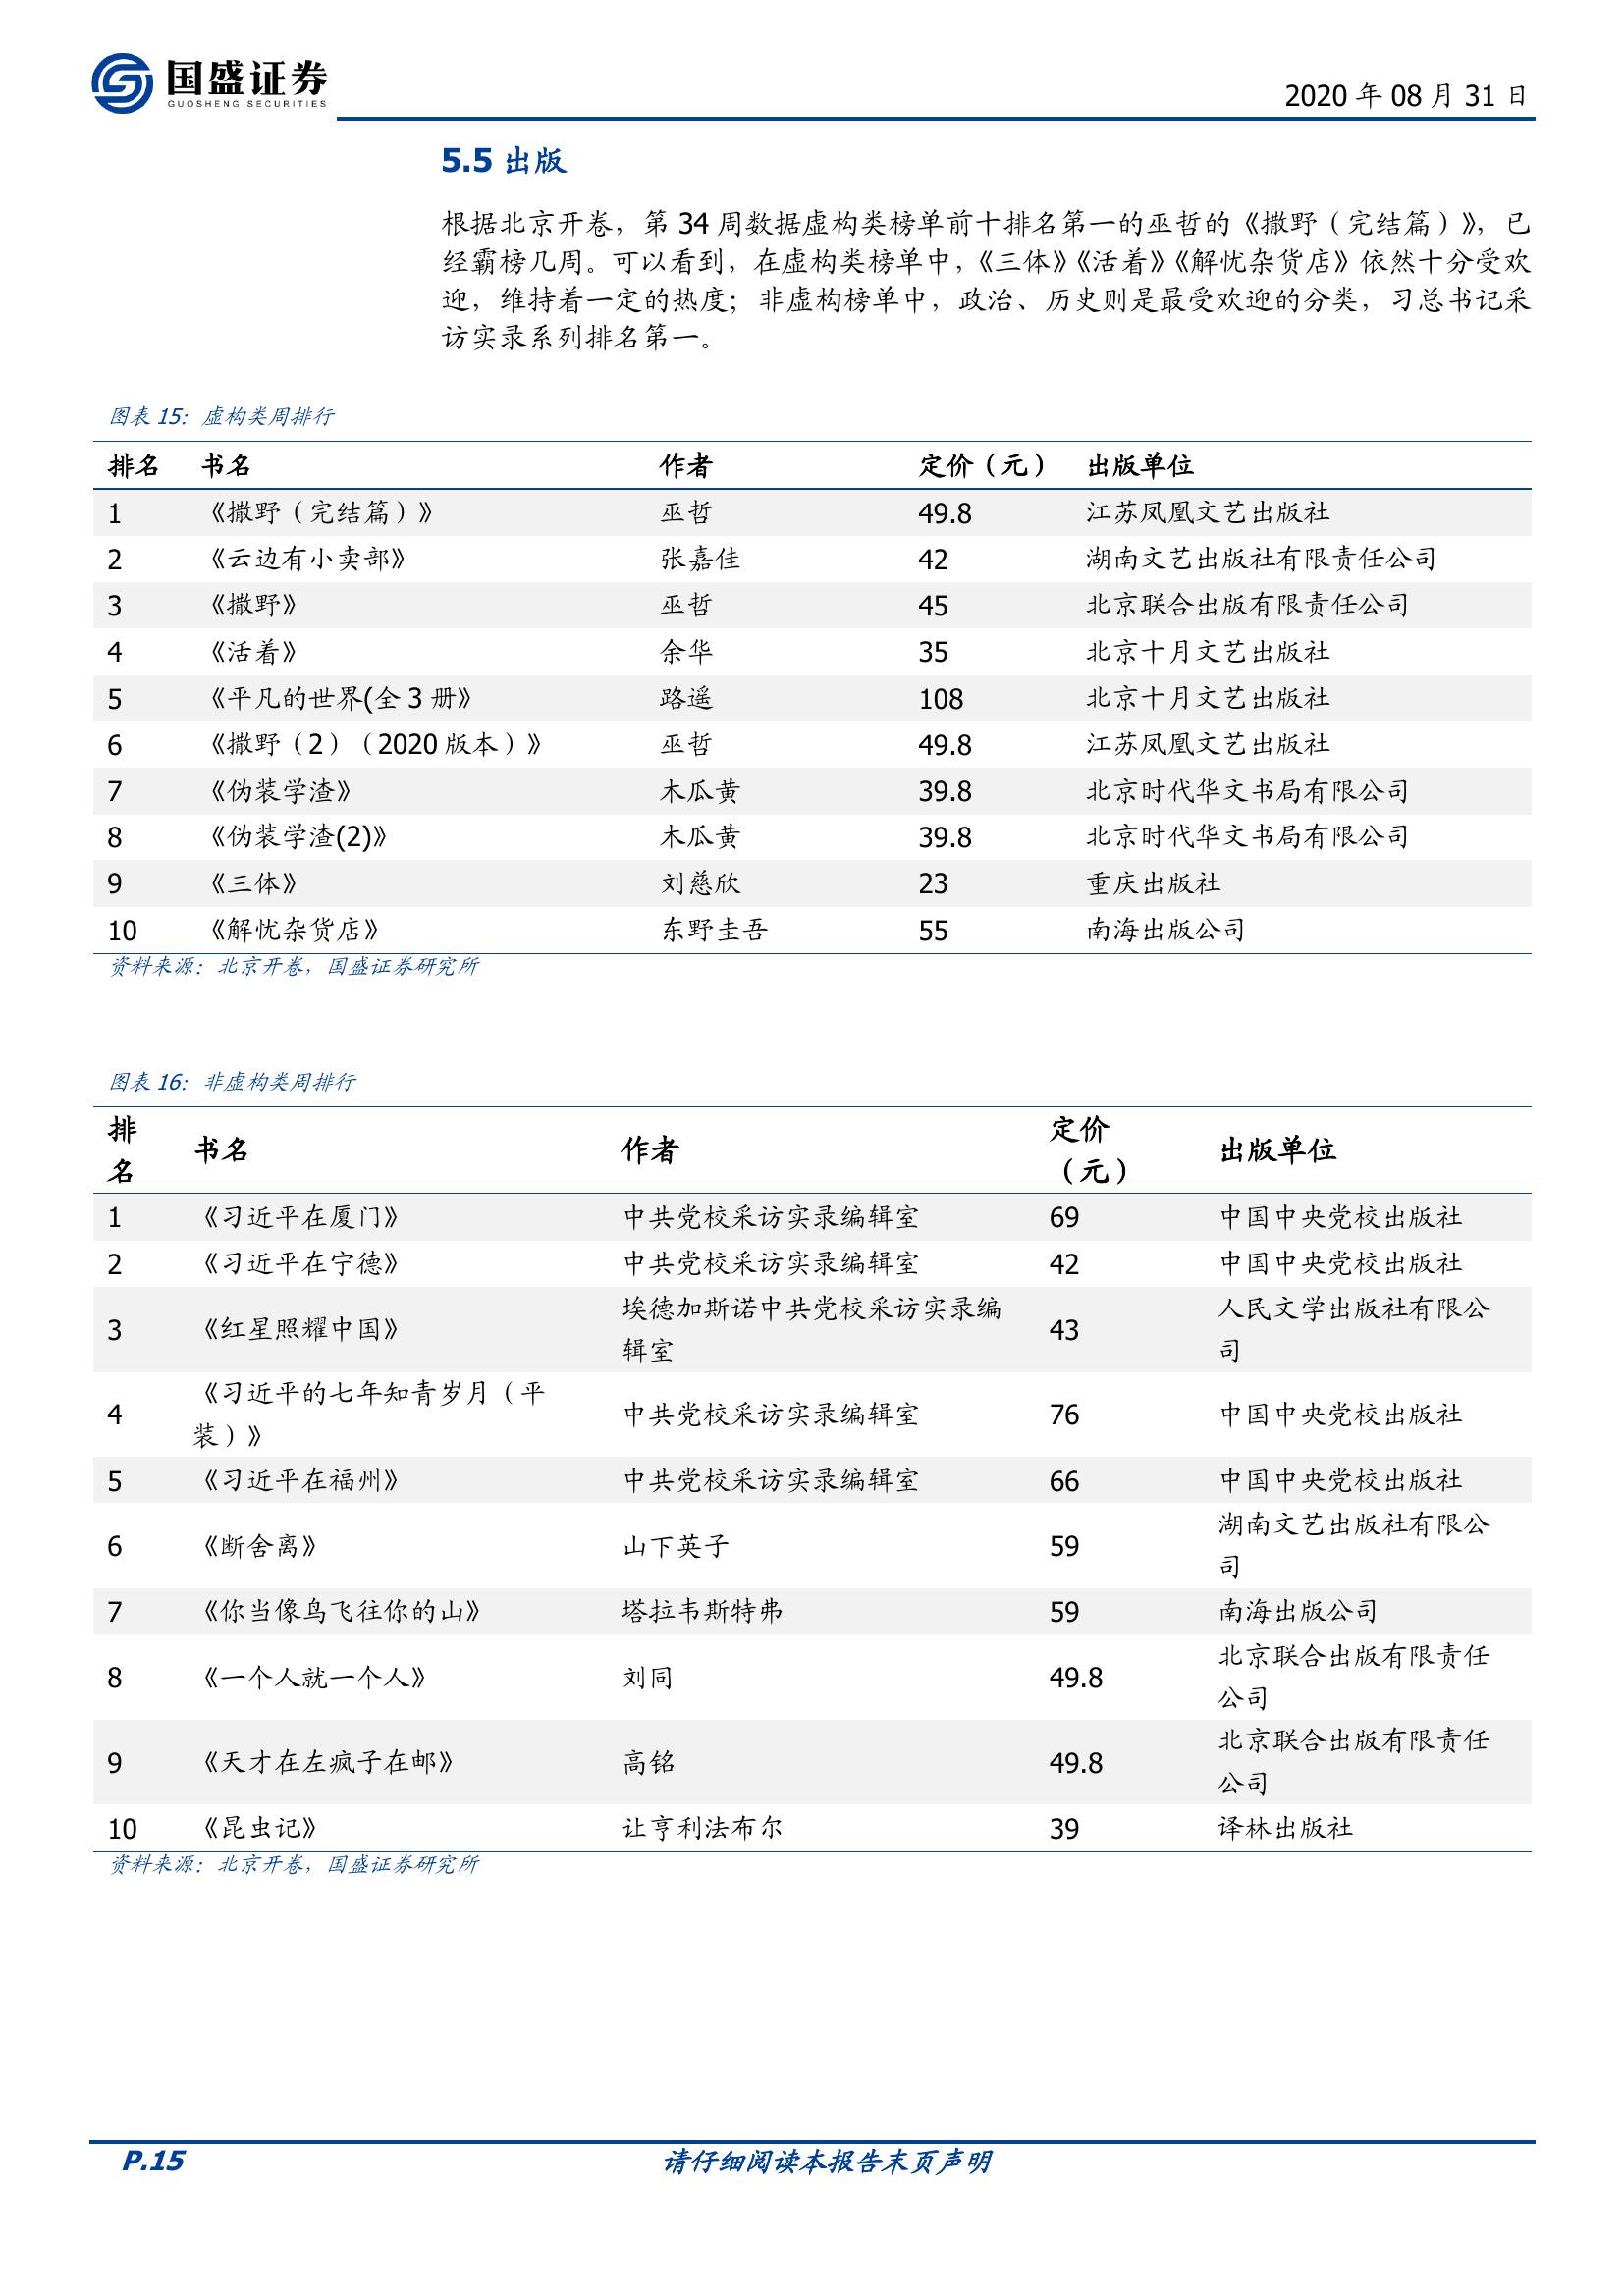 国盛证券
GUOSHENG SECURITIES
2020 年 08 月 31 日
5.5 出版
根据北京开卷，第 34 周数据虚构类榜单前十排名第一的巫哲的《撒野（完结篇）》，已
经霸榜几周。可以看到，在虚构类榜单中，《三体》《活着》《解忧杂货店》依然十分受欢
迎，维持着一定的热度；非虚构榜单中，政治、历史则是最受欢迎的分类，习总书记采
访实录系列排名第一。
图表 15：虚构类周排行
排名 书名 作者 定价（元） 出版单位
1 《撒野（完结篇）》 巫哲 49.8 江苏凤凰文艺出版社
2 《云边有小卖部》 张嘉佳 42 湖南文艺出版社有限责任公司
3 《撒野》 巫哲 45 北京联合出版有限责任公司
4 《活着》 余华 35 北京十月文艺出版社
5 《平凡的世界(全 3 册》 路遥 108 北京十月文艺出版社
6 《撒野（2）（2020 版本）》 巫哲 49.8 江苏凤凰文艺出版社
7 《伪装学渣》 木瓜黄 39.8 北京时代华文书局有限公司
8 《伪装学渣(2)》 木瓜黄 39.8 北京时代华文书局有限公司
9 《三体》 刘慈欣 23 重庆出版社
10 《解忧杂货店》 东野圭吾 55 南海出版公司
资料来源：北京开卷，国盛证券研究所
图表 16：非虚构类周排行
排
名
书名 作者
定价
（元）
出版单位
1 《习近平在厦门》 中共党校采访实录编辑室 69 中国中央党校出版社
2 《习近平在宁德》 中共党校采访实录编辑室 42 中国中央党校出版社
3 《红星照耀中国》
埃德加斯诺中共党校采访实录编
辑室
43
人民文学出版社有限公
司
4
《习近平的七年知青岁月（平
装）》
中共党校采访实录编辑室 76 中国中央党校出版社
5 《习近平在福州》 中共党校采访实录编辑室 66 中国中央党校出版社
6 《断舍离》 山下英子 59
湖南文艺出版社有限公
司
7 《你当像鸟飞往你的山》 塔拉韦斯特弗 59 南海出版公司
8 《一个人就一个人》 刘同 49.8
北京联合出版有限责任
公司
9 《天才在左疯子在邮》 高铭 49.8
北京联合出版有限责任
公司
10 《昆虫记》 让亨利法布尔 39 译林出版社
资料来源：北京开卷，国盛证券研究所
P.15 请仔细阅读本报告末页声明